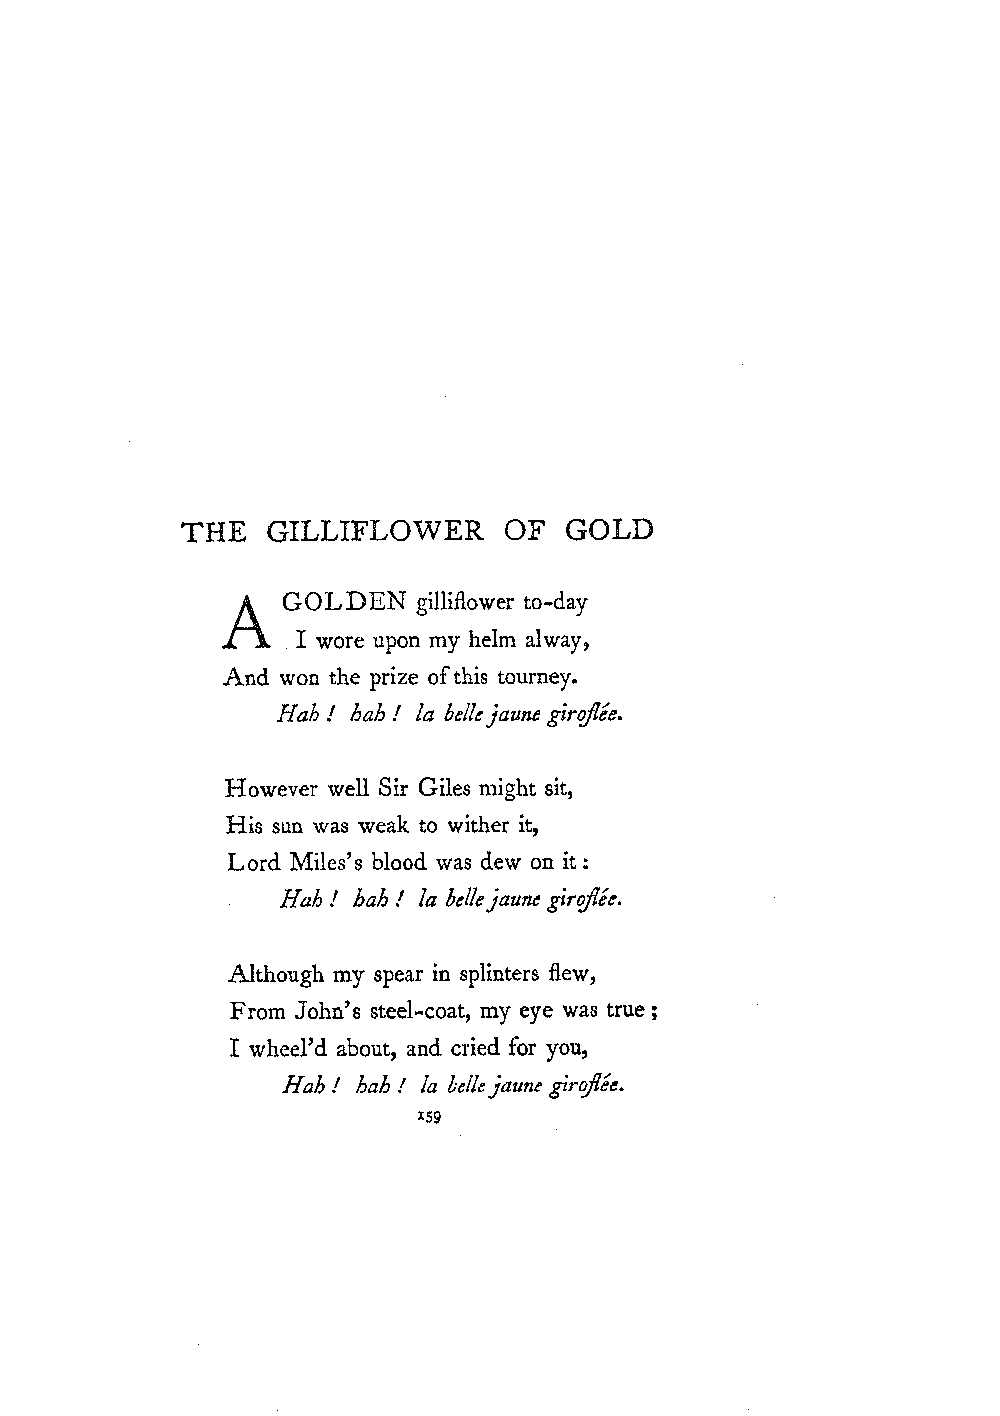 THE GILLIFLOWER OF GOLD
A GOLDEN gilliflower to-day
I wore upon my helm alway,
And won the prize of this tourney.
Hah! hah! la belle jaune giroflée.
However well Sir Giles might sit,
His sun was weak to wither it,
Lord Miles's blood was dew on it:
Hah! hah! la belle jaune giroflée.
Although my spear in splinters flew,
From John's steel-coat, my eye was true;
I wheel'd about, and cried for you,
Hah! hah! la belle jaune giroflée.
159